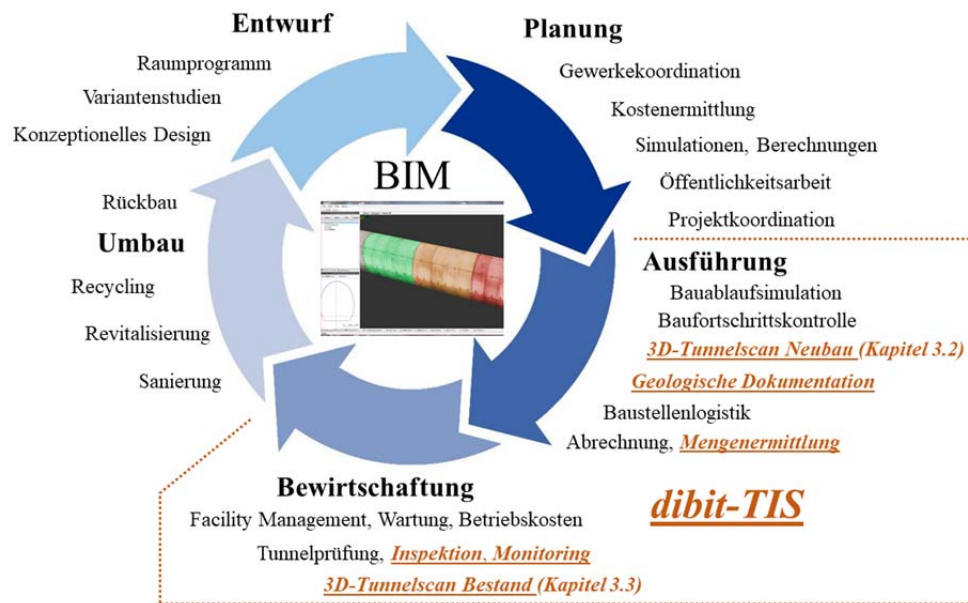 Entwurf
Raumprogramm
Variantenstudien
Konzeptionelles Design
Planung
Gewerkekoordination
Kostenermittlung
Simulationen, Berechnungen
Öffentlichkeitsarbeit
Projektkoordination
BIM
Ausführung
Bauablaufsimulation
Baufortschrittskontrolle
3D-Tunnelscan Neubau (Kapitel 3.2)
Geologische Dokumentation
Baustellenlogistik
Abrechnung, Mengenermittlung
dibit-TIS
Bewirtschaftung
Facility Management, Wartung, Betriebskosten
Tunnelprüfung, Inspektion, Monitoring
3D-Tunnelscan Bestand (Kapitel 3.3)
Rückbau
Umbau
Recycling
Revitalisierung
Sanierung